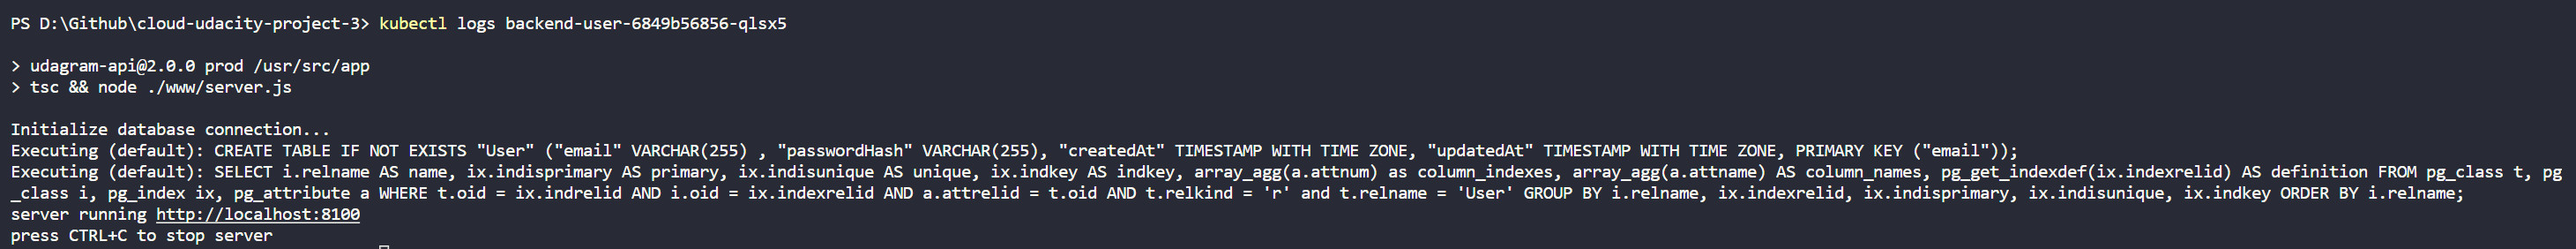 PS D:\Github\cloud-udacity-project-3> kubectl logs backend-user-6849b56856-qlsx5
> udagram-api@2.0.0 prod /usr/src/app
> tsc && node ./www/server.js
Initialize database connection...
Executing (default): CREATE TABLE IF NOT EXISTS "User" ("email" VARCHAR(255) , "passwordHash" VARCHAR(255), "createdAt" TIMESTAMP WITH TIME ZONE, "updatedAt" TIMESTAMP WITH TIME ZONE, PRIMARY KEY ("email"));
Executing (default): SELECT i.relname AS name, ix.indisprimary AS primary, ix.indisunique AS unique, ix.indkey AS indkey, array_agg(a.attnum) as column_indexes, array_agg(a.attname) AS column_names, pg_get_indexdef(ix.indexrelid) AS definition FROM pg_class t, pg
_class i, pg_index ix, pg_attribute a WHERE t.oid = ix.indrelid AND i.oid = ix.indexrelid AND a.attrelid = t.oid AND t.relkind = 'r' and t.relname = 'User' GROUP BY i.relname, ix.indexrelid, ix.indisprimary, ix.indisunique, ix.indkey ORDER BY i.relname;
server running http://localhost:8100
press CTRL+C to stop server